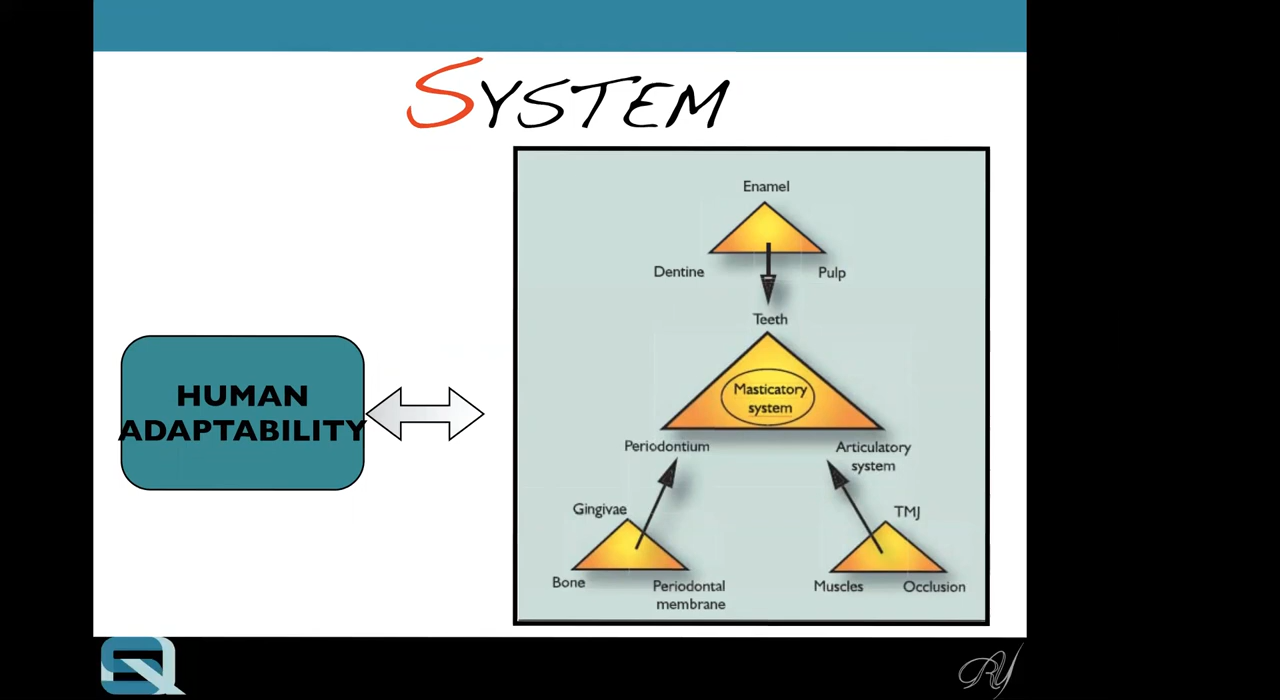 SYSTEM
Enamel
Dentine
Pulp
Teeth
HUMAN
ADAPTABILITY
Masticatory
system
Periodontium
Articulatory
system
Gingivae
Bone
Periodontal
membrane
TMJ
Muscles
Occlusion
RY